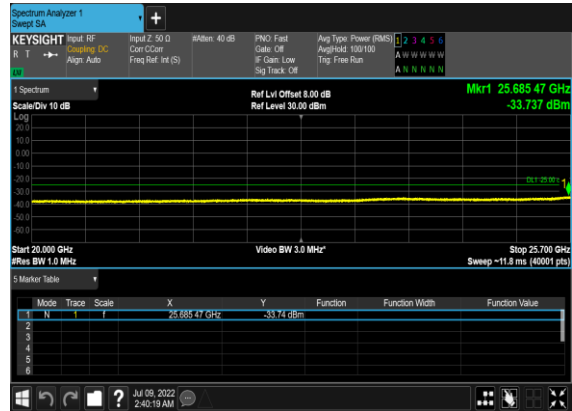 Spectrum Analyzer 1
Swept SA
+
KEYSIGHT
R T
LW
Input: RF
Coupling: DC
Align: Auto
Input Z: 50 Ω
Corr CCorr
Freq Ref: Int (S)
#Atten: 40 dB
PNO: Fast
Gate: Off
IF Gain: Low
Sig Track: Off
Avg Type: Power (RMS)
Avg|Hold: 100/100
Trig: Free Run
1 2 3 4 5 6
A W W W W W
A N N N N N
1 Spectrum
Scale/Div 10 dB
Ref Lvl Offset 8.00 dB
Ref Level 30.00 dBm
Mkr1 25.685 47 GHz
-33.737 dBm
Log
20.0
10.0
0.00
-10.0
-20.0
-30.0
-40.0
-50.0
-60.0
1
Start 20.000 GHz
#Res BW 1.0 MHz
Video BW 3.0 MHz*
Stop 25.700 GHz
Sweep ~11.8 ms (40001 pts)
5 Marker Table
Mode Trace Scale X Y Function Function Width Function Value
1 N 1 f 25.685 47 GHz -33.74 dBm
2
3
4
5
6
?
Jul 09, 2022
2:40:19 AM